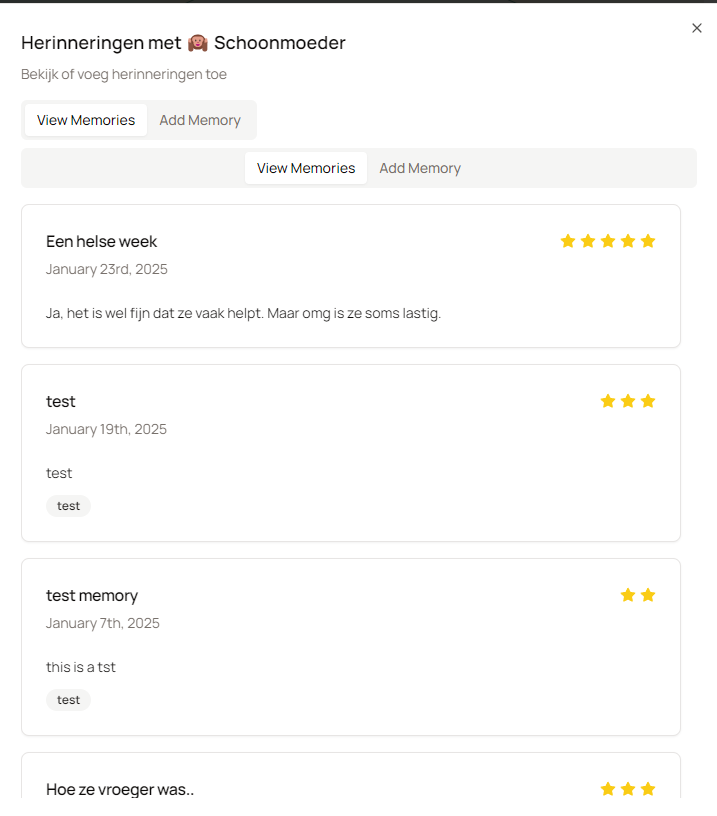 Herinneringen met 🙉 Schoonmoeder
Bekijk of voeg herinneringen toe
View Memories Add Memory
View Memories Add Memory
Een helse week
January 23rd, 2025
Ja, het is wel fijn dat ze vaak helpt. Maar omg is ze soms lastig.
test
January 19th, 2025
test
test
test memory
January 7th, 2025
this is a tst
test
Hoe ze vroeger was..